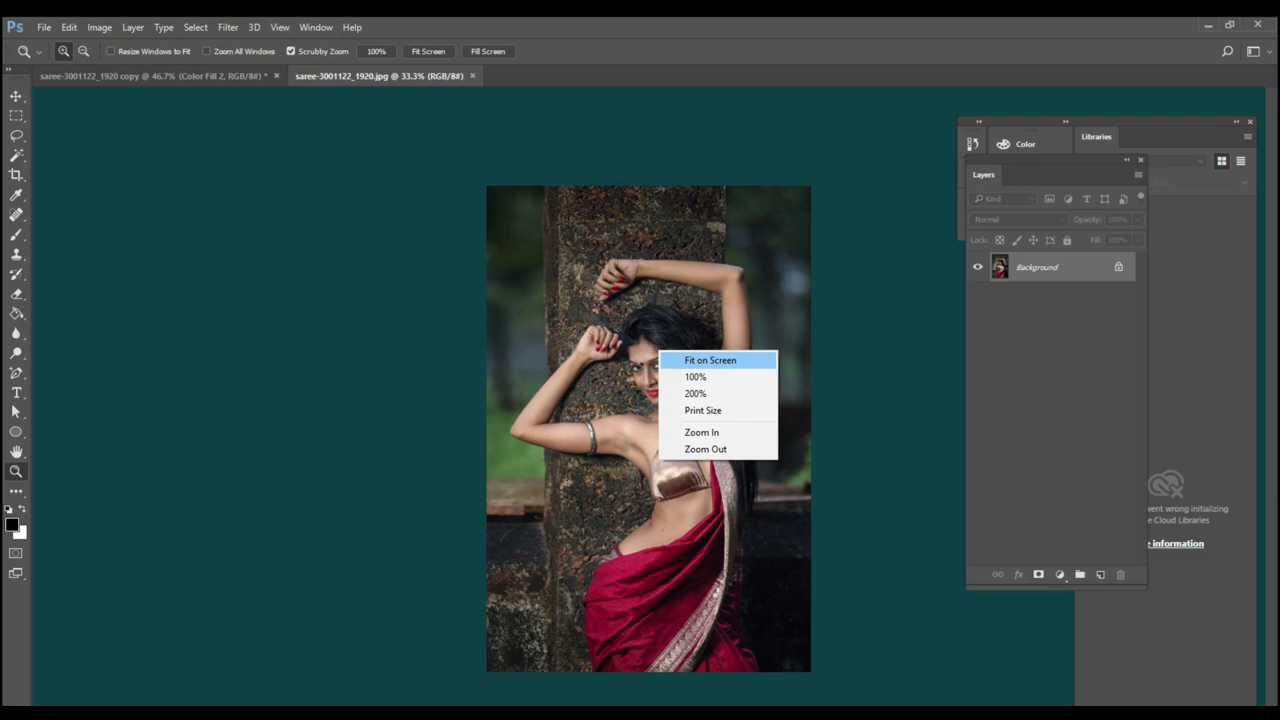 Ps File Edit Image Layer Type Select Filter 3D View Window Help
Resize Windows to Fit Zoom All Windows Scrubby Zoom 100% Fit Screen Fill Screen
saree-3001122_1920 copy @ 46.7% (Color Fill 2, RGB/8#) * × saree-3001122_1920.jpg @ 33.3% (RGB/8#) ×
Color Libraries
Layers
Kind
Normal Opacity: 100%
Lock: Fill: 100%
Background
Fit on Screen
100%
200%
Print Size
Zoom In
Zoom Out
went wrong initializing
e Cloud Libraries
e information